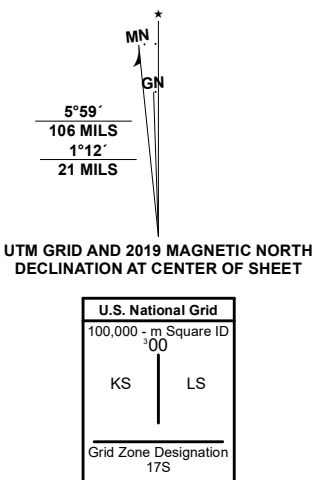 ★
MN
GN
5°59´
106 MILS
1°12´
21 MILS
UTM GRID AND 2019 MAGNETIC NORTH
DECLINATION AT CENTER OF SHEET
U.S. National Grid
100,000 - m Square ID
³00
KS LS
Grid Zone Designation
17S